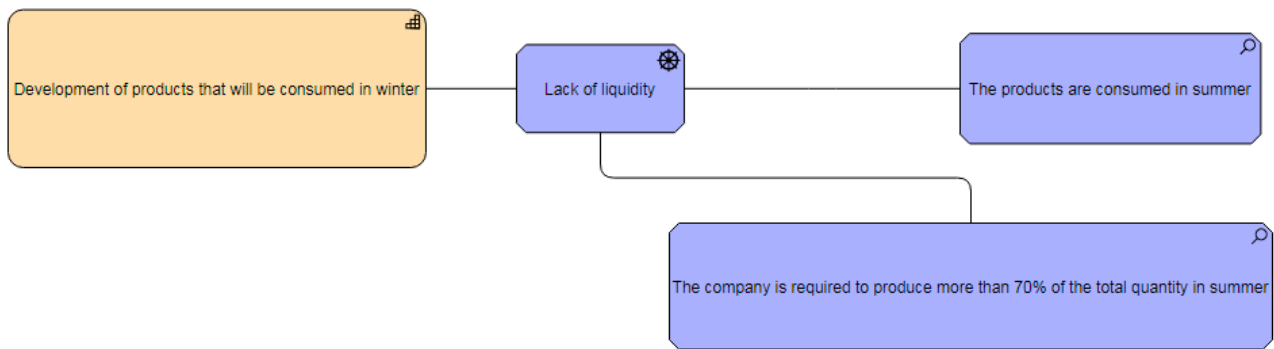 Development of products that will be consumed in winter
Lack of liquidity
The products are consumed in summer
The company is required to produce more than 70% of the total quantity in summer